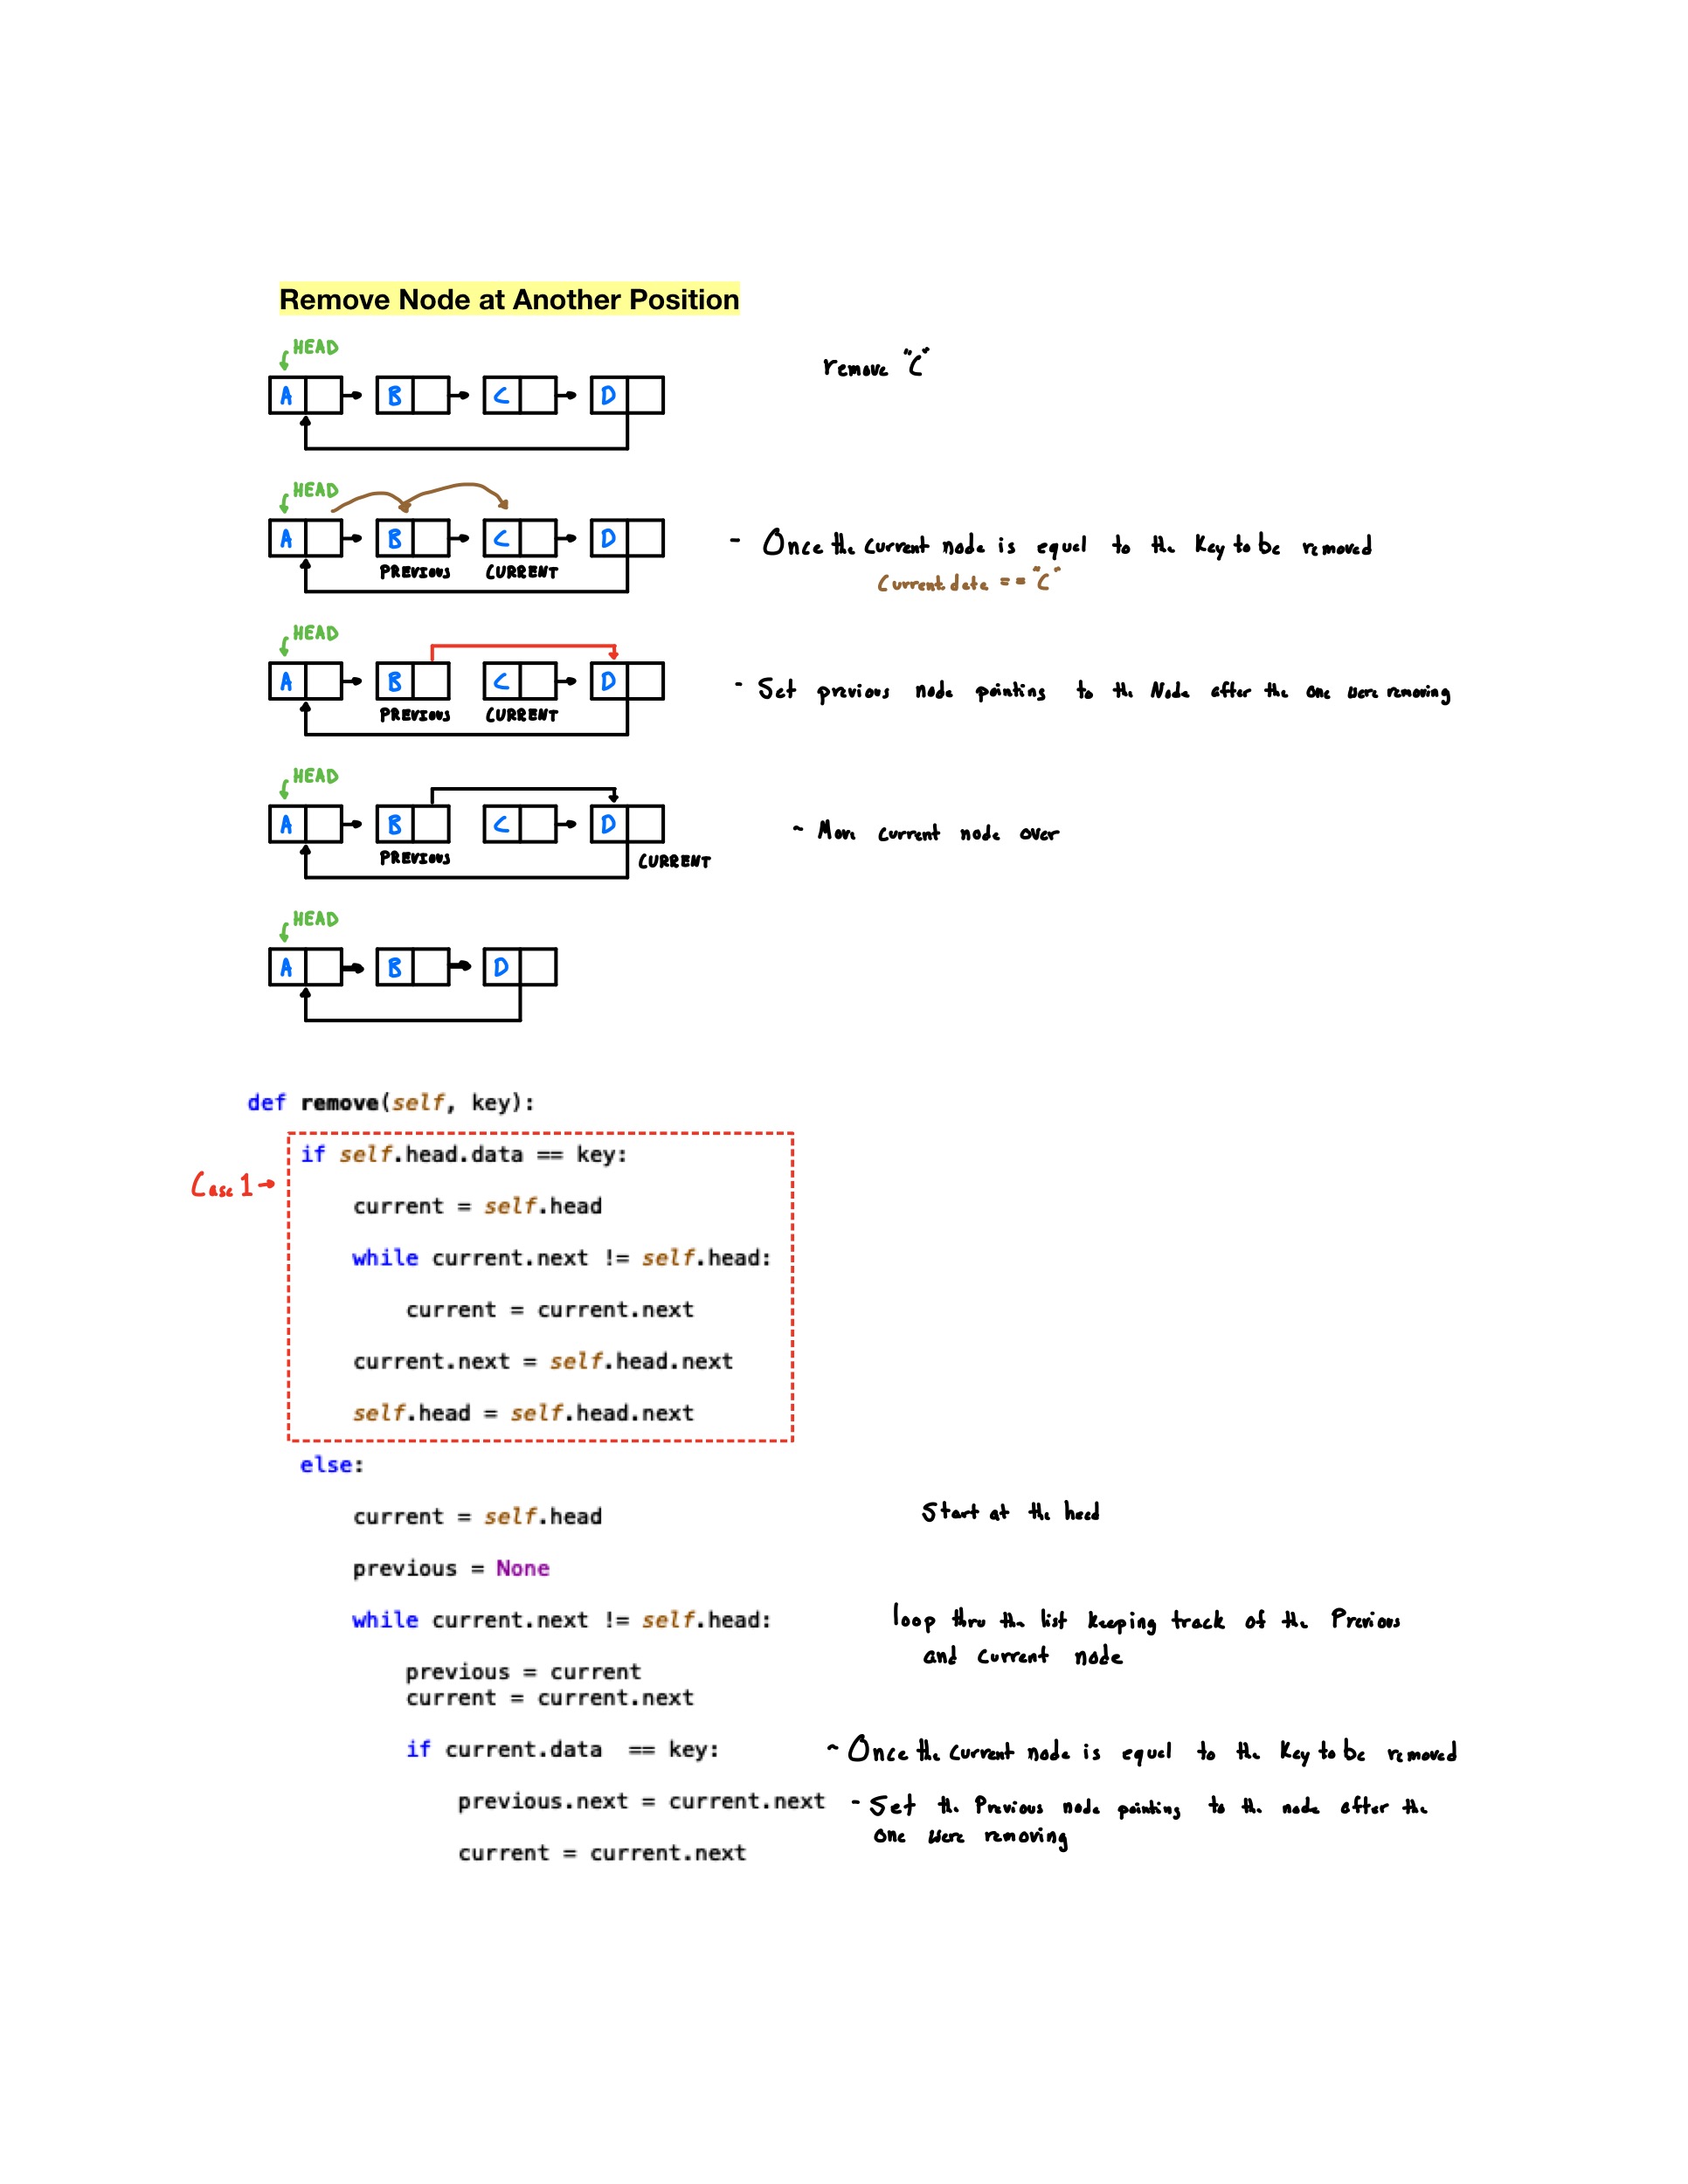 Remove Node at Another Position
HEAD
remove "C"
A B C D
HEAD
A B C D
- Once the current node is equal to the Key to be removed
PREVIOUS CURRENT
current.data == "C"
HEAD
A B C D
- Set previous node pointing to the Node after the one were removing
PREVIOUS CURRENT
HEAD
A B C D
~ Move current node over
PREVIOUS
CURRENT
HEAD
A B D
def remove(self, key):
if self.head.data == key:
Case 1
current = self.head
while current.next != self.head:
current = current.next
current.next = self.head.next
self.head = self.head.next
else:
current = self.head
Start at the head
previous = None
while current.next != self.head:
loop thru the list keeping track of the Previous
and current node
previous = current
current = current.next
if current.data  == key:
~ Once the current node is equal to the Key to be removed
previous.next = current.next
- Set the Previous node pointing to the node after the
one were removing
current = current.next